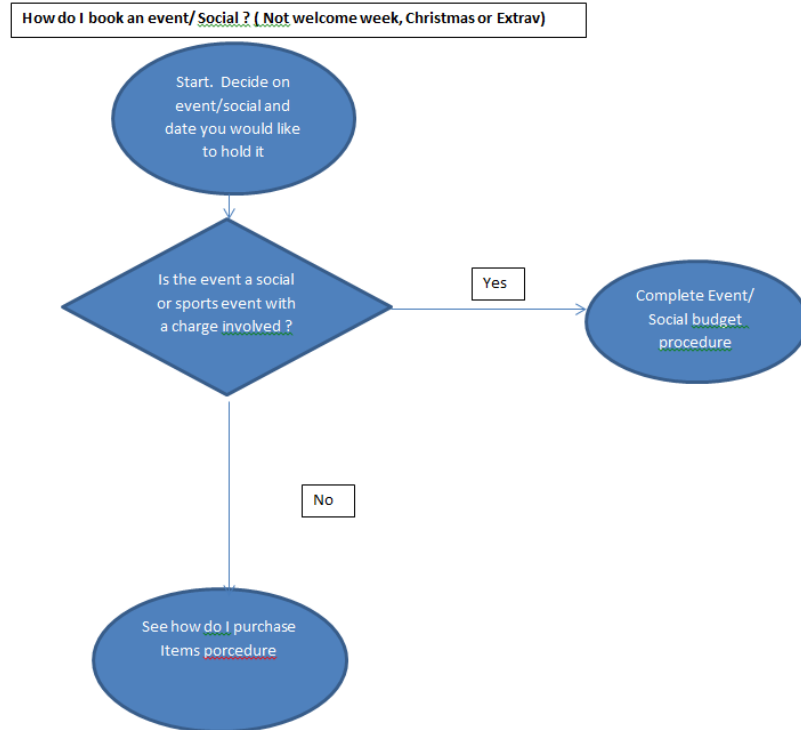 How do I book an event/ Social ? ( Not welcome week, Christmas or Extrav)
Start. Decide on
event/social and
date you would like
to hold it
Is the event a social
or sports event with
a charge involved ?
Yes
Complete Event/
Social budget
procedure
No
See how do I purchase
Items porcedure